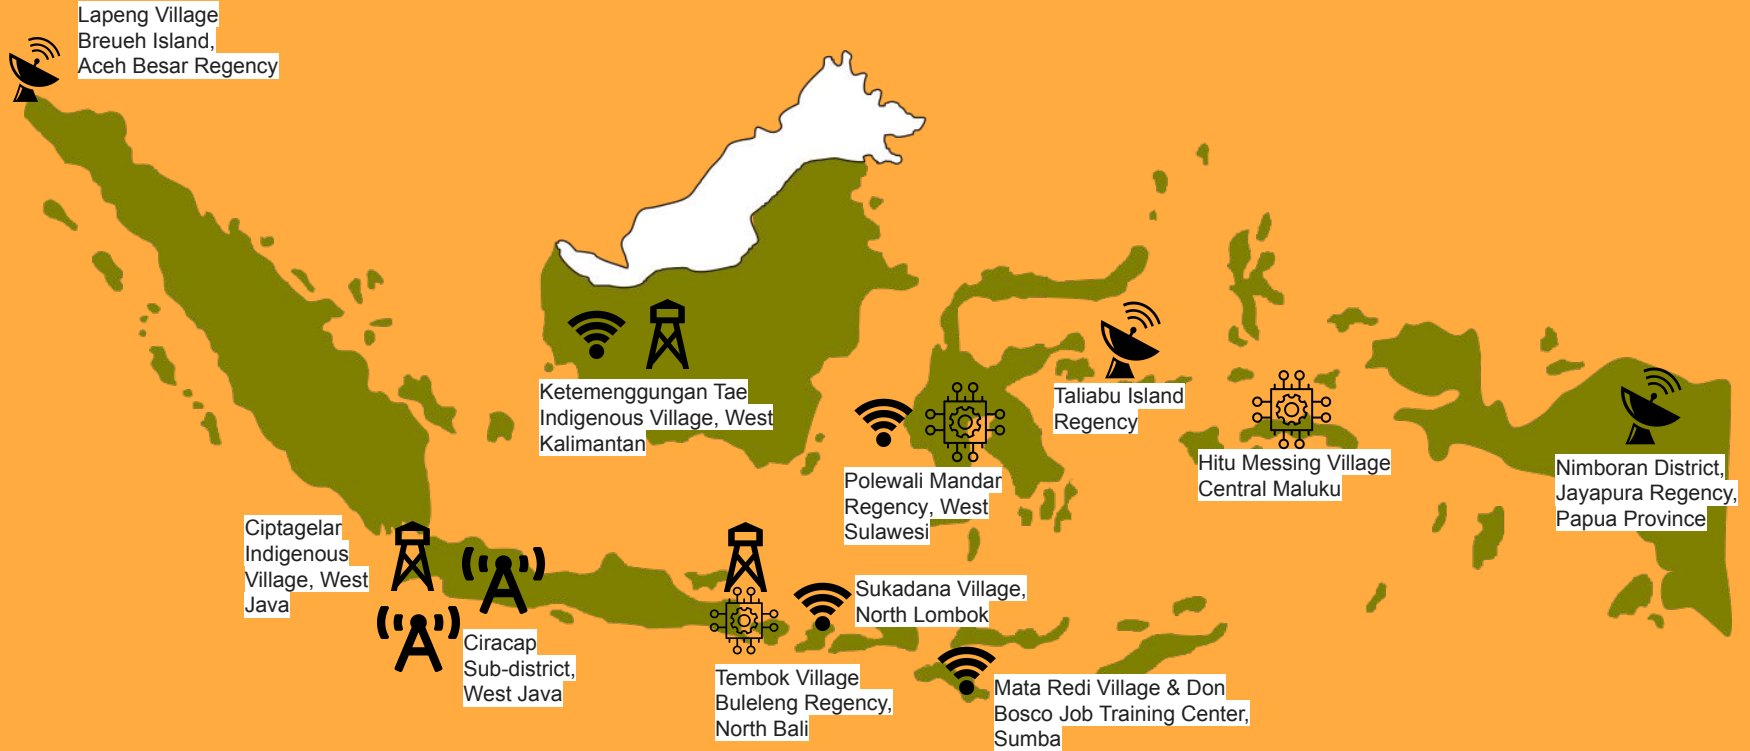 Lapeng Village
Breueh Island,
Aceh Besar Regency
Ketemenggungan Tae
Indigenous Village, West
Kalimantan
Taliabu Island
Regency
Hitu Messing Village
Central Maluku
Nimboran District,
Jayapura Regency,
Papua Province
Polewali Mandar
Regency, West
Sulawesi
Ciptagelar
Indigenous
Village, West
Java
Ciracap
Sub-district,
West Java
Sukadana Village,
North Lombok
Tembok Village
Buleleng Regency,
North Bali
Mata Redi Village & Don
Bosco Job Training Center,
Sumba